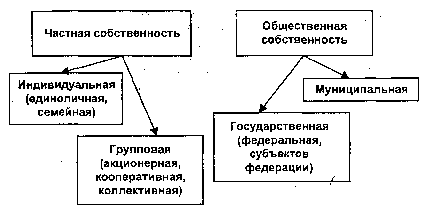 Частная собственность
Общественная
собственность
Индивидуальная
(единоличная,
семейная)
Муниципальная
Государственная
(федеральная,
субъектов
федерации)
Групповая
(акционерная,
кооперативная,
коллективная)